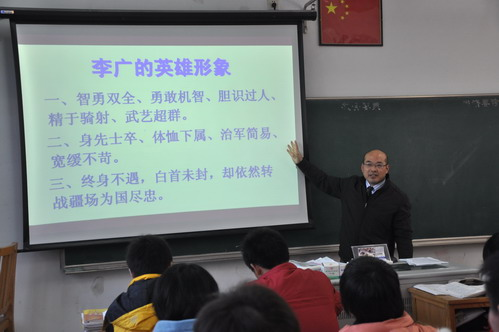 李广的英雄形象
一、智勇双全、勇敢机智、胆识过人、
精于骑射、武艺超群。
二、身先士卒、体恤下属、治军简易、
宽缓不苛。
三、终身不遇，白首未封，却依然转
战疆场为国尽忠。